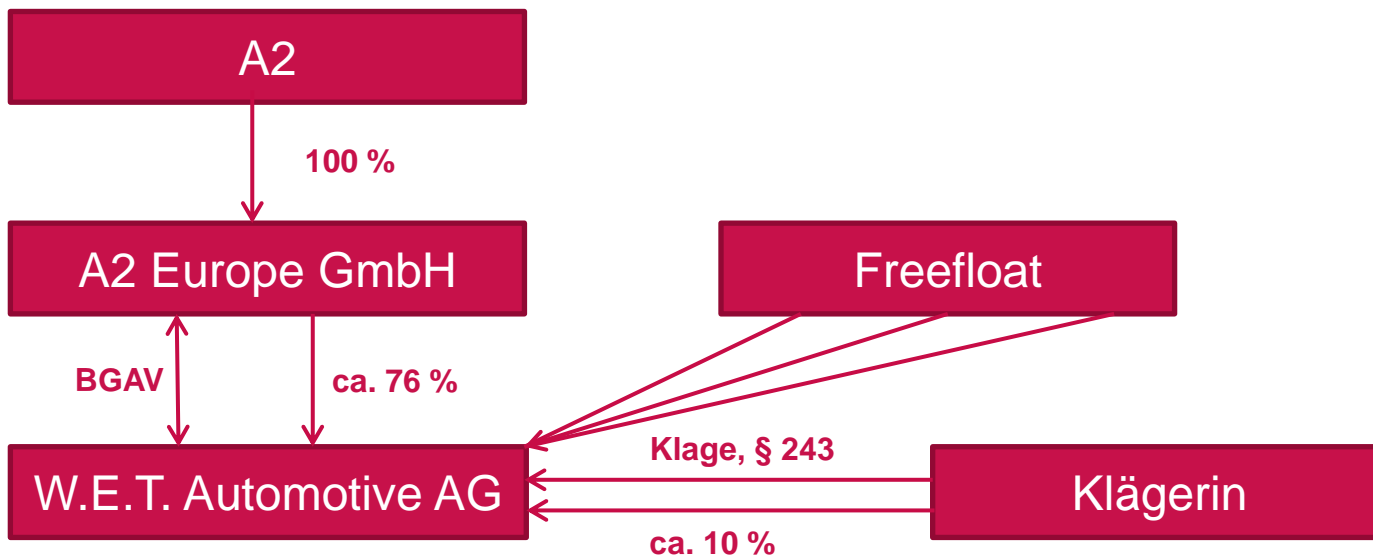 A2
100 %
A2 Europe GmbH
Freefloat
BGAV
ca. 76 %
Klage, § 243
W.E.T. Automotive AG
Klägerin
ca. 10 %